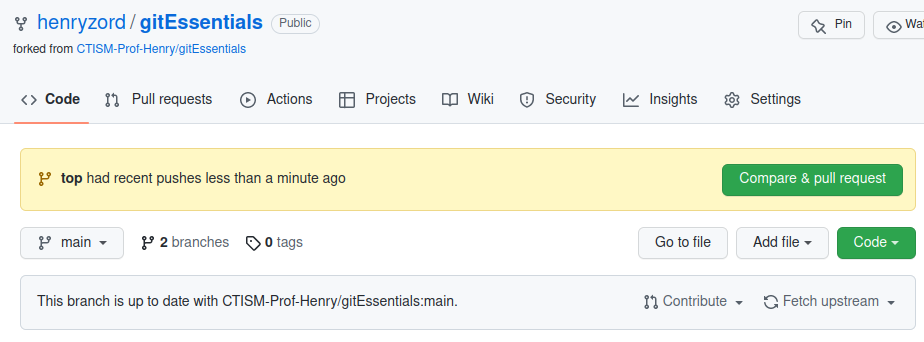 henryzord / gitEssentials Public Pin
forked from CTISM-Prof-Henry/gitEssentials
Code Pull requests Actions Projects Wiki Security Insights Settings
top had recent pushes less than a minute ago Compare & pull request
main 2 branches 0 tags Go to file Add file Code
This branch is up to date with CTISM-Prof-Henry/gitEssentials:main. Contribute Fetch upstream